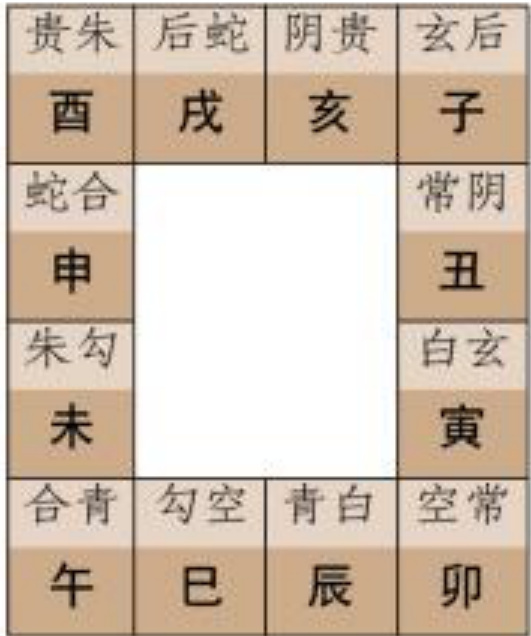 贵朱 后蛇 阴贵 玄后
酉 戌 亥 子
蛇合 常阴
申 丑
朱勾 白玄
未 寅
合青 勾空 青白 空常
午 巳 辰 卯